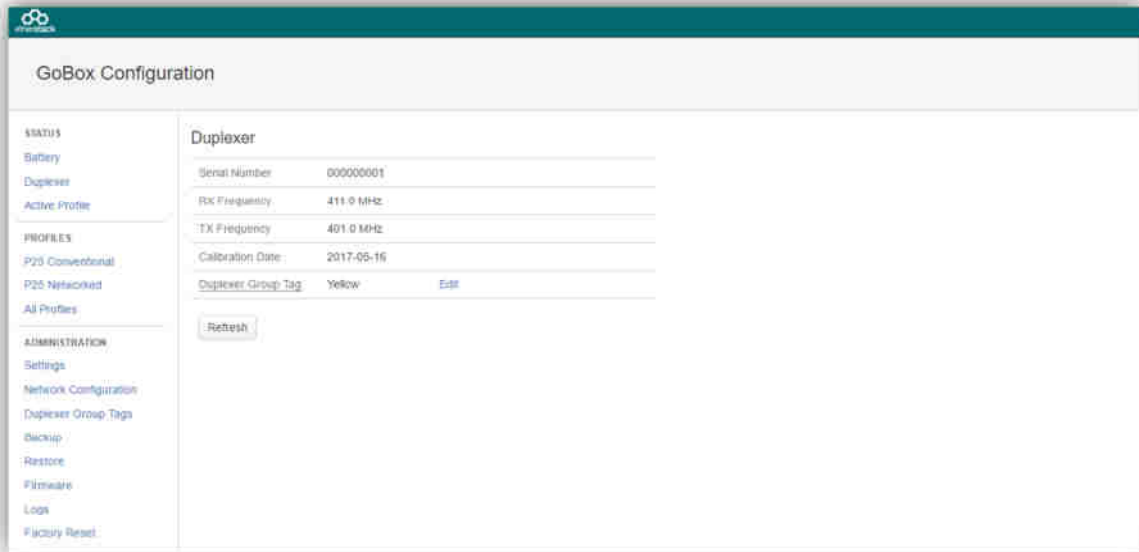 etherstack
GoBox Configuration
STATUS
Battery
Duplexer
Active Profile
PROFILES
P25 Conventional
P25 Networked
All Profiles
ADMINISTRATION
Settings
Network Configuration
Duplexer Group Tags
Backup
Restore
Firmware
Logs
Factory Reset
Duplexer
Serial Number 000000001
RX Frequency 411.0 MHz
TX Frequency 401.0 MHz
Calibration Date 2017-05-16
Duplexer Group Tag Yellow Edit
Refresh